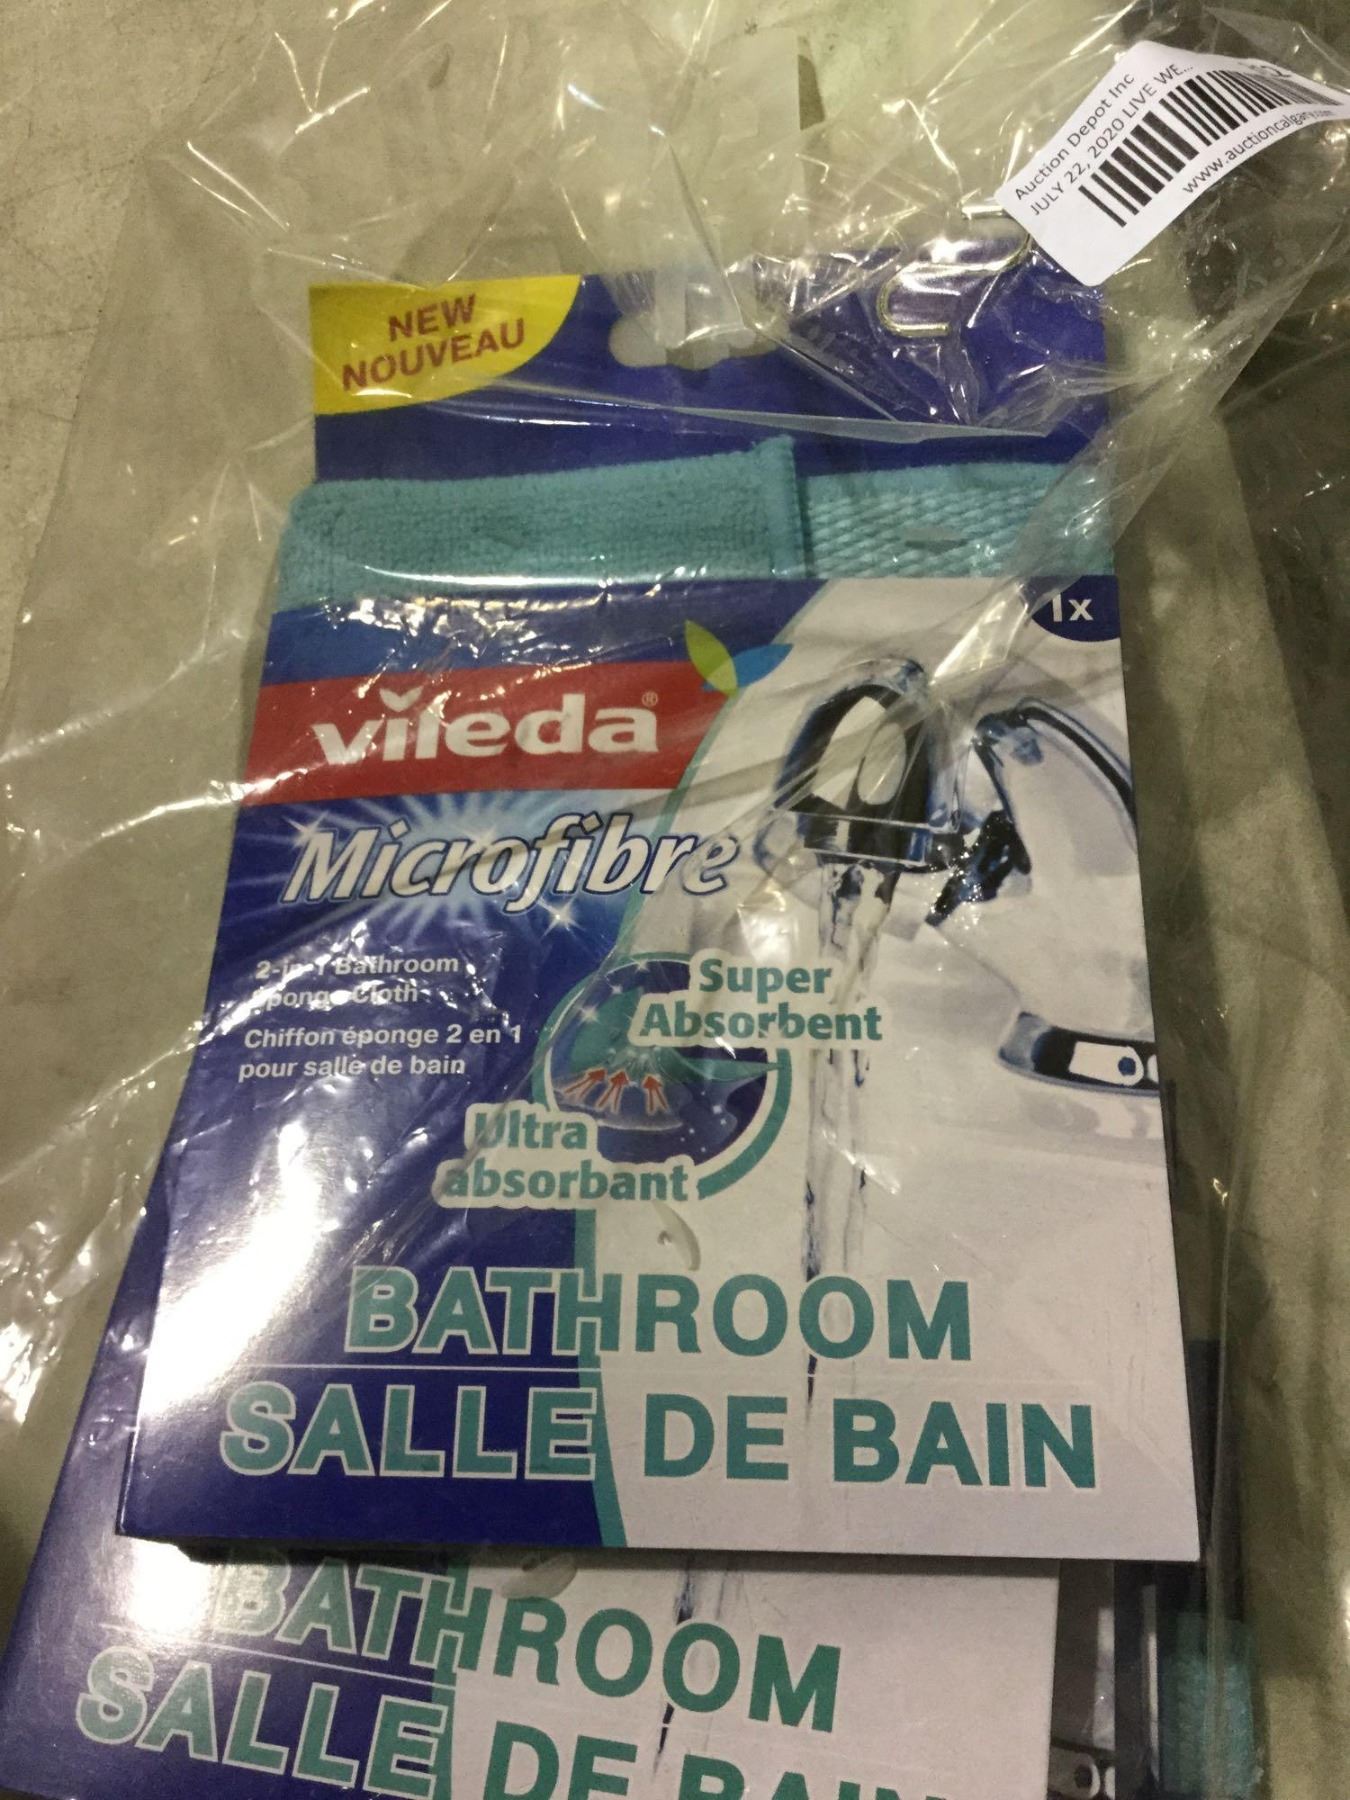 Auction Depot Inc
JULY 22, 2020 LIVE WE...
www.auctioncalgary.com
NEW
NOUVEAU
1x
vileda®
Microfibre
2-in-1 Bathroom
Sponge Cloth
Chiffon éponge 2 en 1
pour salle de bain
Super
Absorbent
Ultra
absorbant
BATHROOM
SALLE DE BAIN
BATHROOM
SALLE DE BAIN